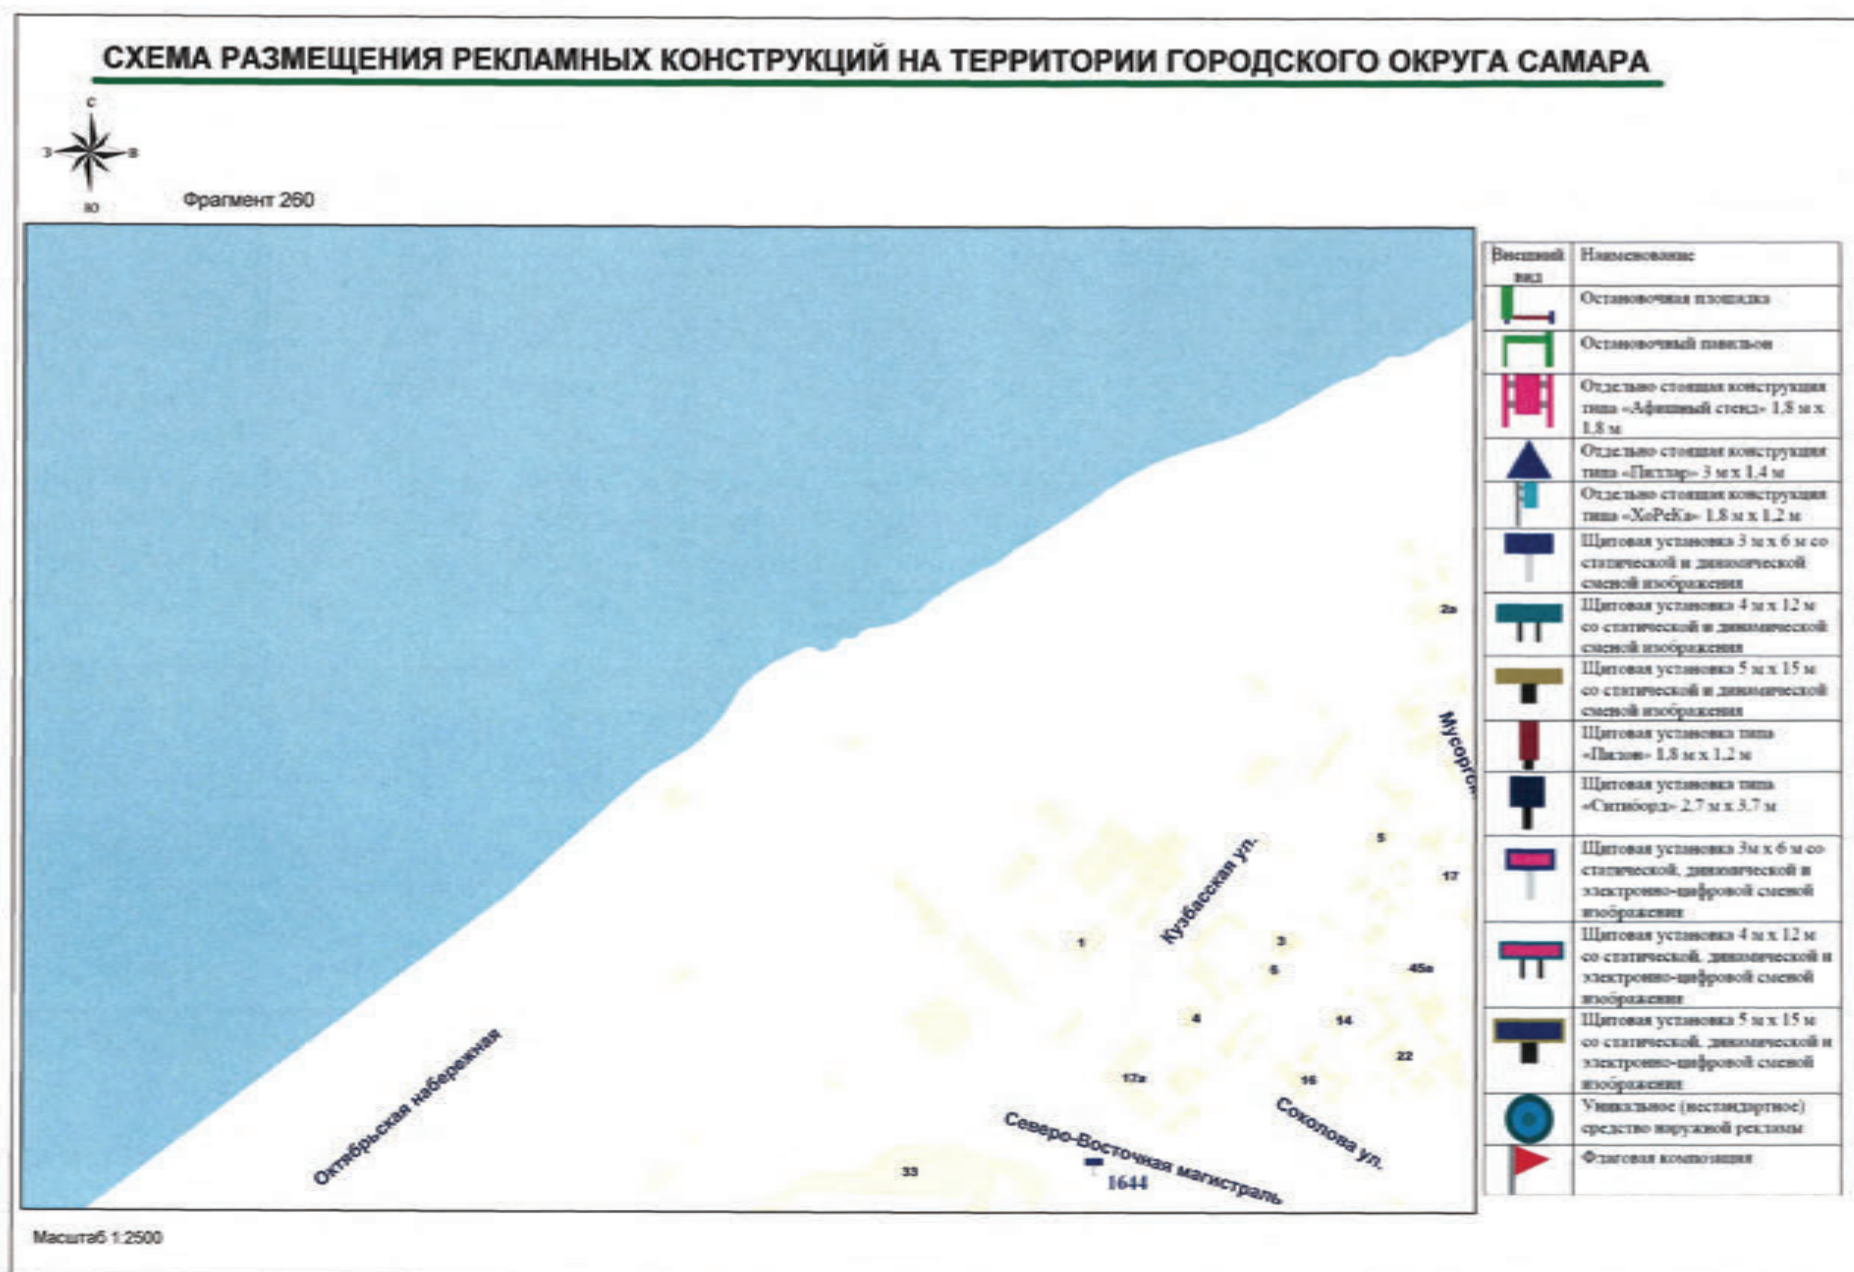 СХЕМА РАЗМЕЩЕНИЯ РЕКЛАМНЫХ КОНСТРУКЦИЙ НА ТЕРРИТОРИИ ГОРОДСКОГО ОКРУГА САМАРА
С
З В
Ю
Фрагмент 260
Внешний вид
Наименование
Остановочная площадка
Остановочный павильон
Отдельно стоящая конструкция
типа «Афишный стенд» 1,8 м х
1,8 м
Отдельно стоящая конструкция
типа «Пиллар» 3 м х 1,4 м
Отдельно стоящая конструкция
типа «ХоРеКа» 1,8 м х 1,2 м
Щитовая установка 3 м х 6 м со
статической и динамической
сменой изображения
Щитовая установка 4 м х 12 м
со статической и динамической
сменой изображения
Щитовая установка 5 м х 15 м
со статической и динамической
сменой изображения
Щитовая установка типа
«Пилон» 1,8 м х 1,2 м
Щитовая установка типа
«Ситиборд» 2,7 м х 3,7 м
Щитовая установка 3м х 6 м со
статической, динамической и
электронно-цифровой сменой
изображения
Щитовая установка 4 м х 12 м
со статической, динамической и
электронно-цифровой сменой
изображения
Щитовая установка 5 м х 15 м
со статической, динамической и
электронно-цифровой сменой
изображения
Уникальное (нестандартное)
средство наружной рекламы
Флаговая композиция
2а
Мусоргск
5
17
Кузбасская ул.
1
3
6
45а
4
14
22
17а
16
Октябрьская набережная
Северо-Восточная магистраль
Соколова ул.
33
1644
Масштаб 1:2500